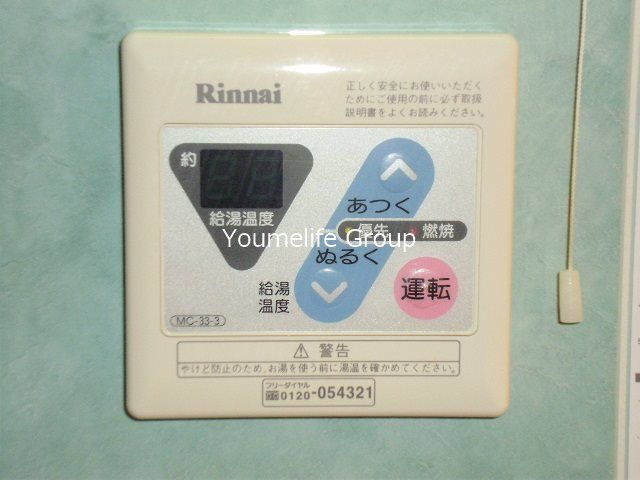 Rinnai
正しく安全にお使いいただく
ためにご使用の前に必ず取扱
説明書をよくお読みください。
約
給湯温度
あつく
優先 燃焼
Youmelife Group
ぬるく
給湯
温度
運転
MC-33-3
警告
やけど防止のため、お湯を使う前に湯温を確かめてください。
フリーダイヤル
0120-054321